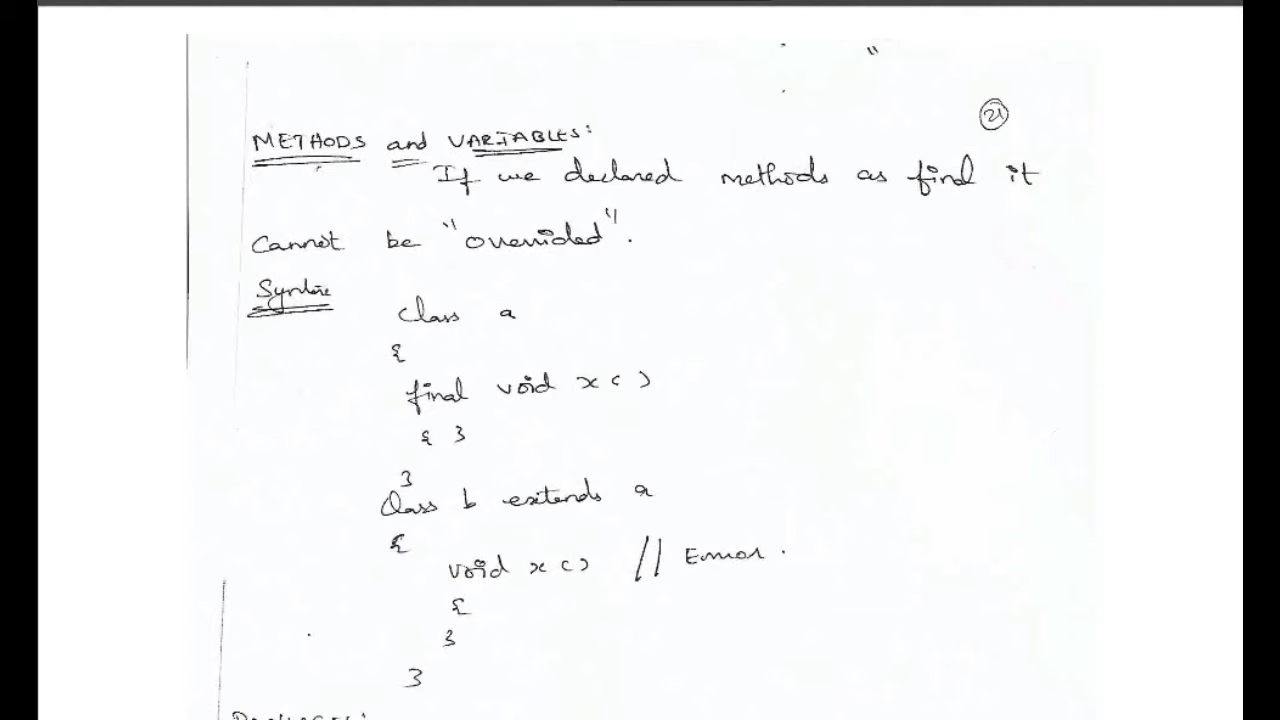 21
METHODS and VARIABLES:
If we declared methods as final it
cannot be "overrided".
Syntax
class a
{
final void x()
{ }
}
class b extends a
{
void x() // Error.
{
}
}